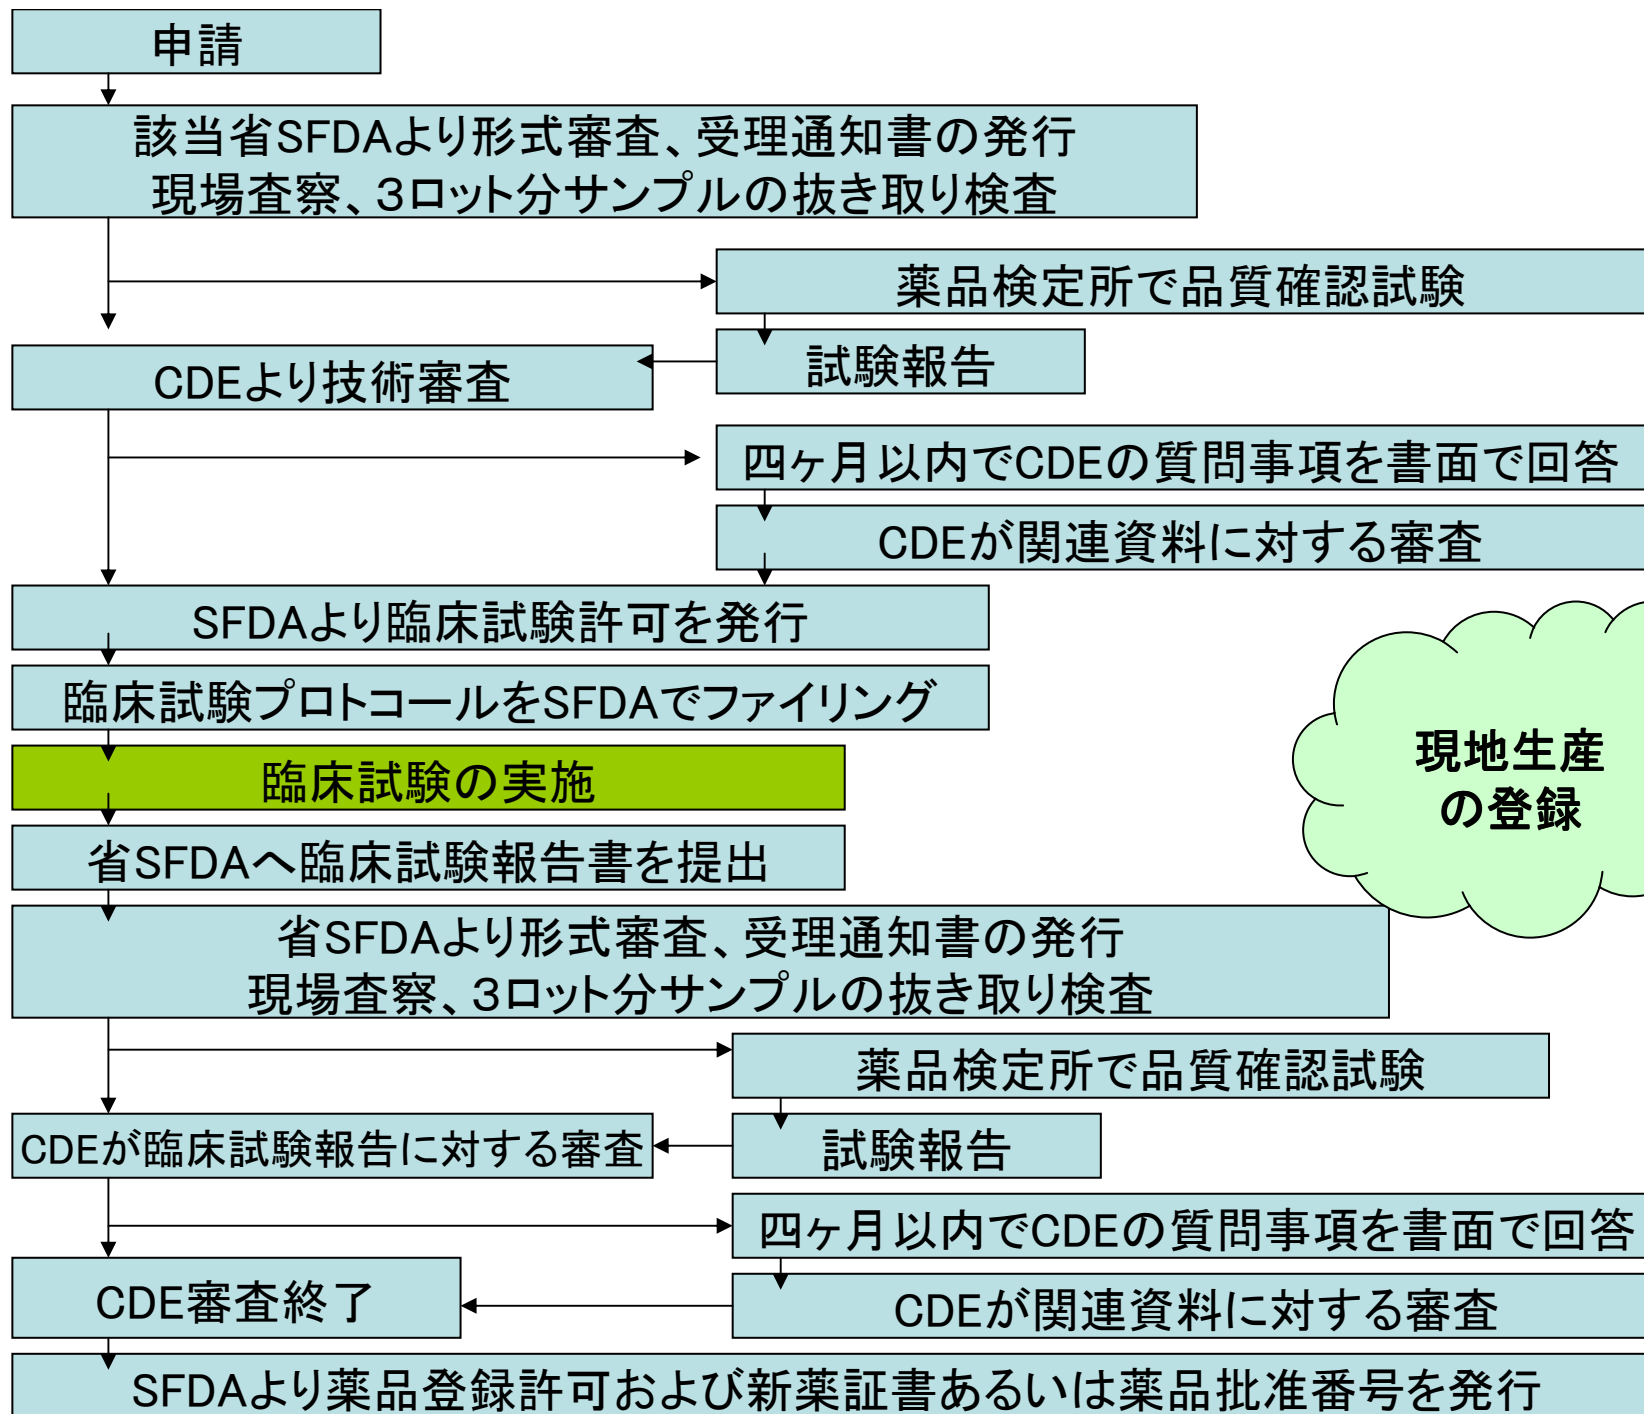 申請
該当省SFDAより形式審査、受理通知書の発行
現場査察、3ロット分サンプルの抜き取り検査
薬品検定所で品質確認試験
試験報告
CDEより技術審査
四ヶ月以内でCDEの質問事項を書面で回答
CDEが関連資料に対する審査
SFDAより臨床試験許可を発行
臨床試験プロトコールをSFDAでファイリング
現地生産
の登録
臨床試験の実施
省SFDAへ臨床試験報告書を提出
省SFDAより形式審査、受理通知書の発行
現場査察、3ロット分サンプルの抜き取り検査
薬品検定所で品質確認試験
CDEが臨床試験報告に対する審査
試験報告
四ヶ月以内でCDEの質問事項を書面で回答
CDE審査終了
CDEが関連資料に対する審査
SFDAより薬品登録許可および新薬証書あるいは薬品批准番号を発行